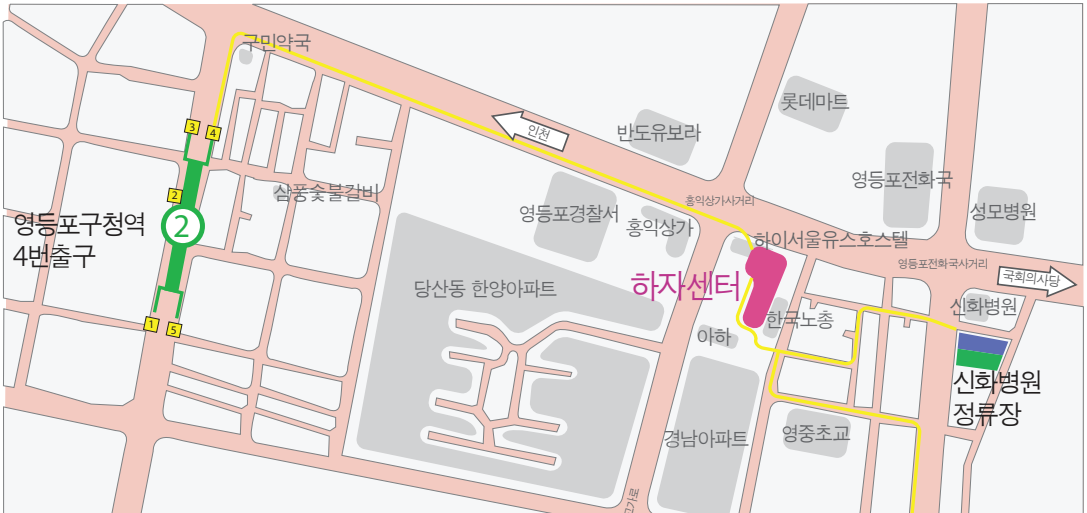 구민약국
롯데마트
3
4
인천
반도유보라
영등포전화국
2
삼풍숯불갈비
홍익상가사거리
성모병원
영등포구청역
4번출구
2
영등포경찰서
홍익상가
하이서울유스호스텔
영등포전화국사거리
국회의사당
당산동 한양아파트
하자센터
신화병원
1
5
한국노총
아하
신화병원
정류장
경남아파트
영중초교